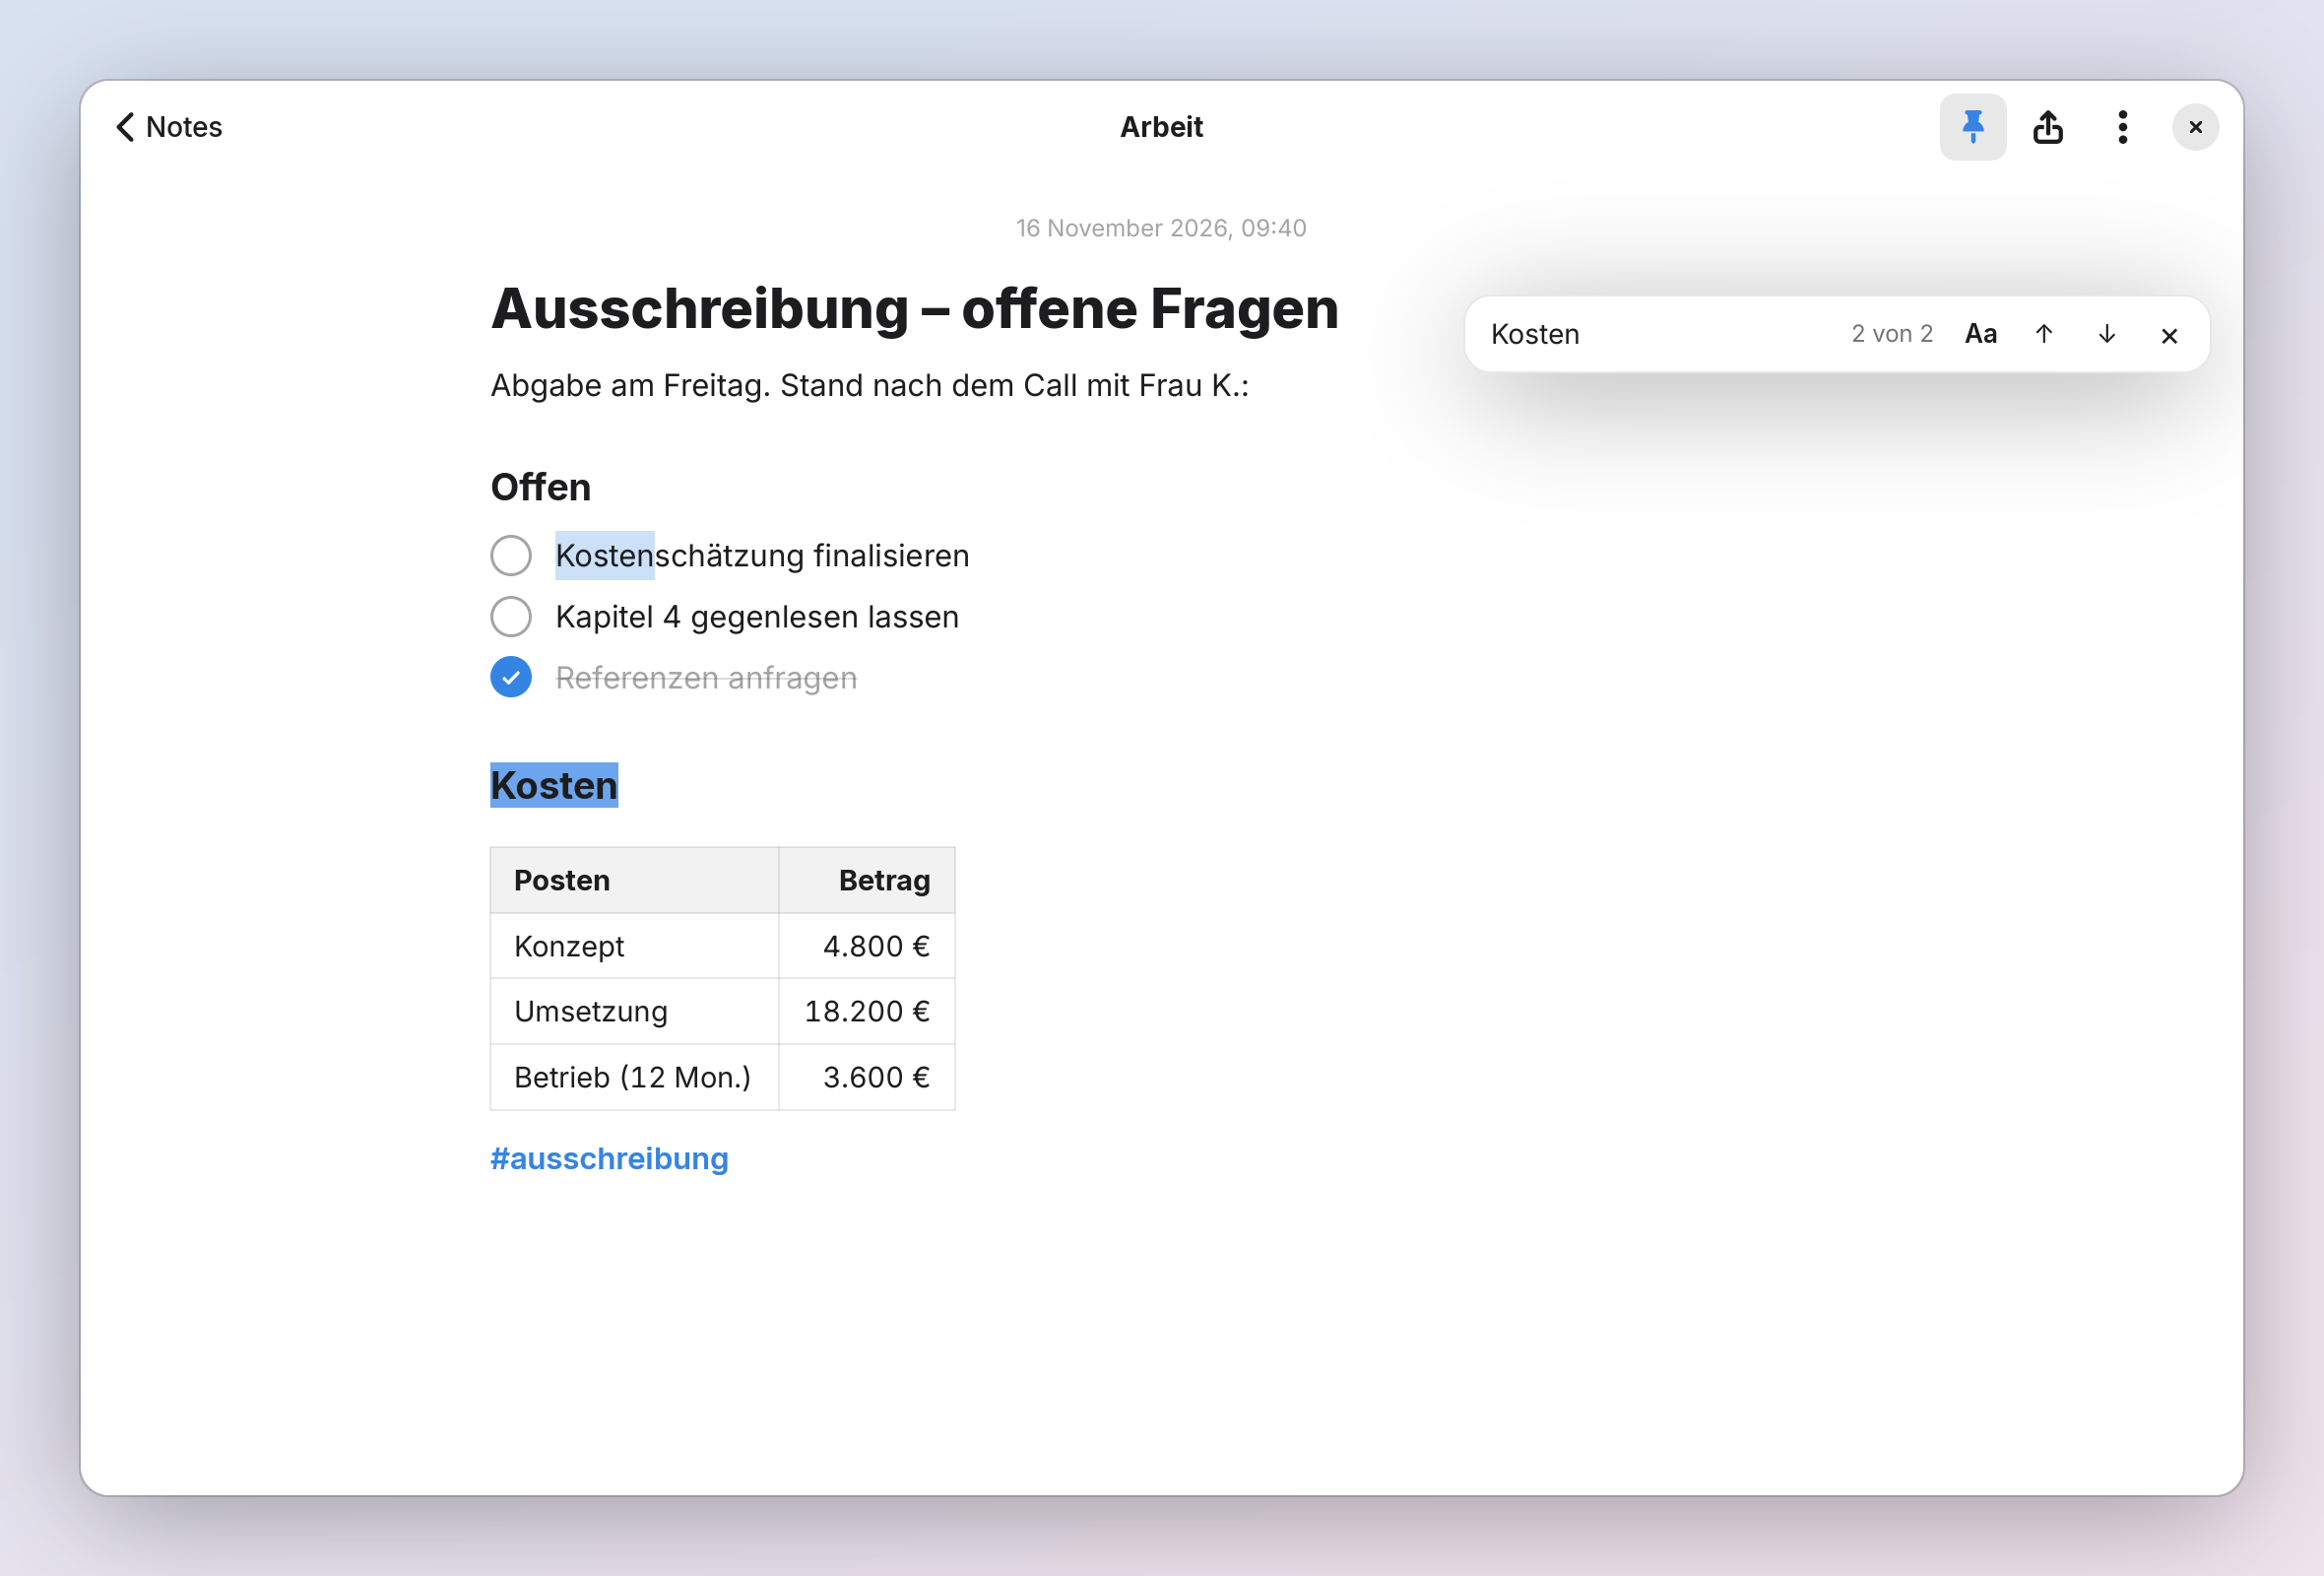 Notes
Arbeit
16 November 2026, 09:40
Ausschreibung – offene Fragen
Kosten 2 von 2 Aa
Abgabe am Freitag. Stand nach dem Call mit Frau K.:
Offen
Kostenschätzung finalisieren
Kapitel 4 gegenlesen lassen
Referenzen anfragen
Kosten
Posten Betrag
Konzept 4.800 €
Umsetzung 18.200 €
Betrieb (12 Mon.) 3.600 €
#ausschreibung